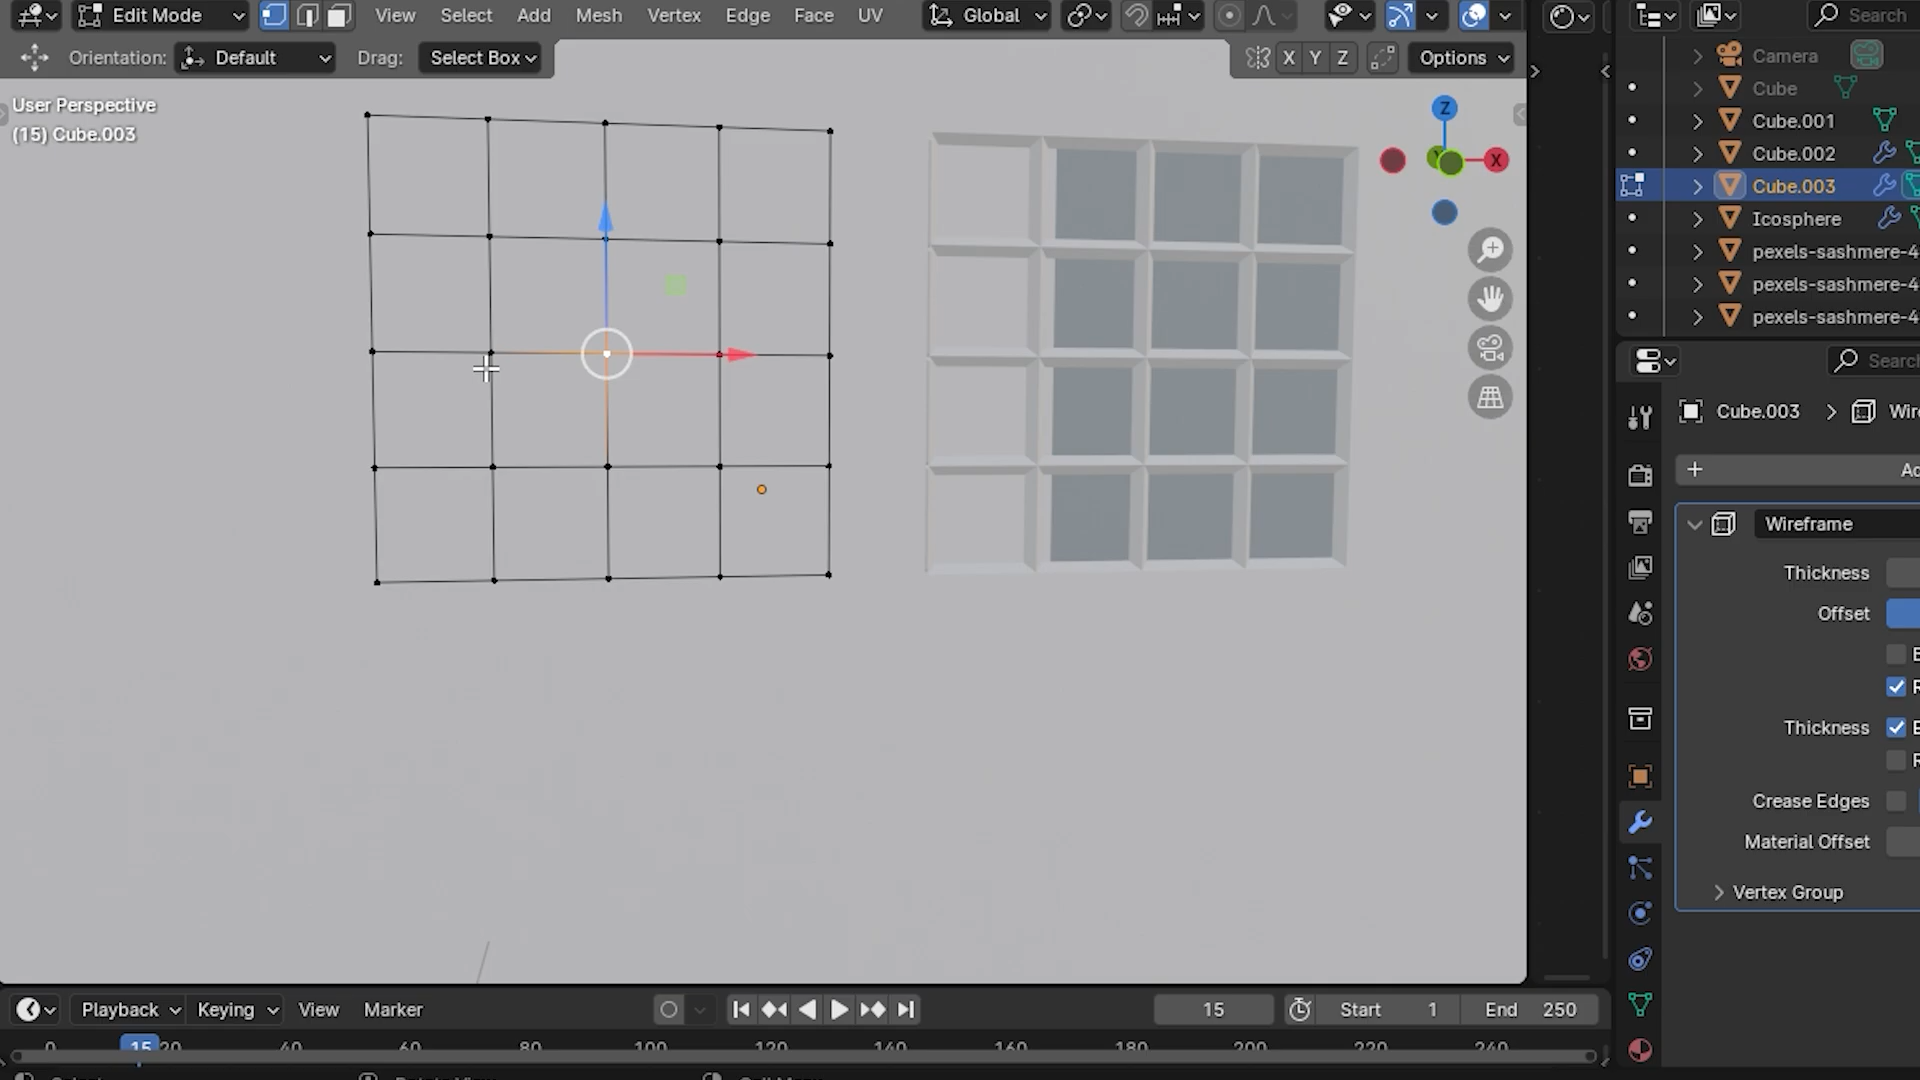 Edit Mode View Select Add Mesh Vertex Edge Face UV Global Search
Orientation: Default Drag: Select Box X Y Z Options
Camera
Cube
User Perspective
(15) Cube.003
Z
X
Cube.001
Cube.002
Cube.003
Icosphere
pexels-sashmere-4
pexels-sashmere-4
pexels-sashmere-4
Search
Cube.003 > Wir
+ Ad
Wireframe
Thickness
Offset
Thickness
Crease Edges
Material Offset
Vertex Group
Playback Keying View Marker 15 Start 1 End 250
0 15 20 40 60 80 100 120 140 160 180 200 220 240